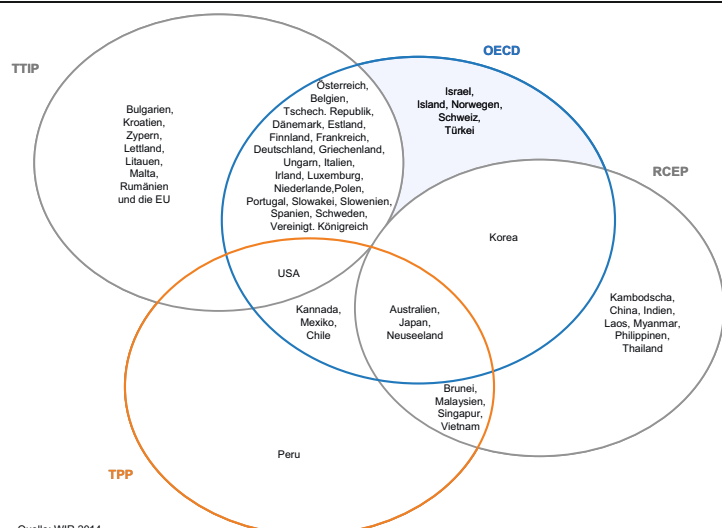 TTIP
OECD
Bulgarien,
Kroatien,
Zypern,
Lettland,
Litauen,
Malta,
Rumänien
und die EU
Österreich,
Belgien,
Tschech. Republik,
Dänemark, Estland,
Finnland, Frankreich,
Deutschland, Griechenland,
Ungarn, Italien,
Irland, Luxemburg,
Niederlande,Polen,
Portugal, Slowakei, Slowenien,
Spanien, Schweden,
Vereinigt. Königreich
Israel,
Island, Norwegen,
Schweiz,
Türkei
RCEP
Korea
USA
Kannada,
Mexiko,
Chile
Australien,
Japan,
Neuseeland
Kambodscha,
China, Indien,
Laos, Myanmar,
Philippinen,
Thailand
Brunei,
Malaysien,
Singapur,
Vietnam
Peru
TPP
Quelle: WIR 2014